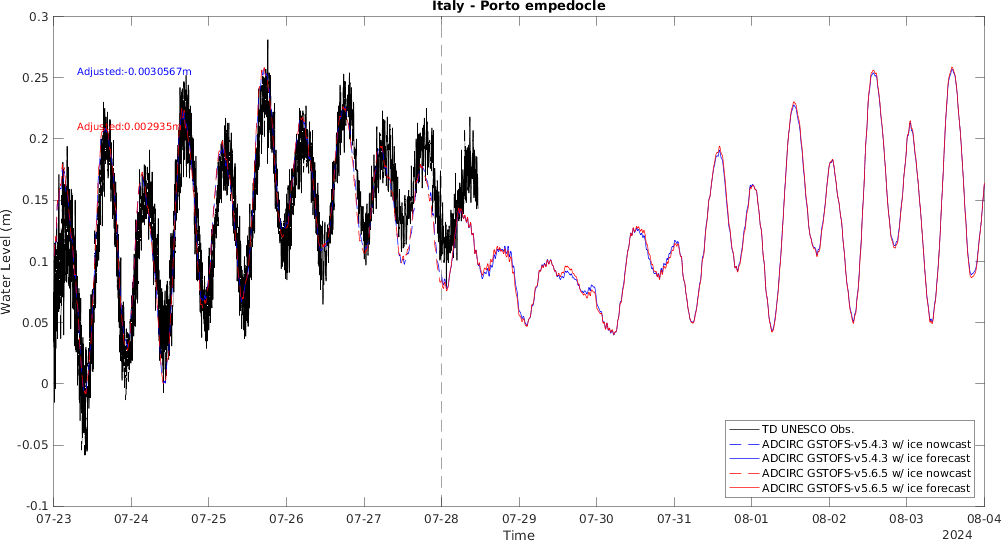 Italy - Porto empedocle
0.3
0.25
0.2
0.15
0.1
0.05
0
-0.05
-0.1
Water Level (m)
Adjusted:-0.0030567m
Adjusted:0.002935m
TD UNESCO Obs.
ADCIRC GSTOFS-v5.4.3 w/ ice nowcast
ADCIRC GSTOFS-v5.4.3 w/ ice forecast
ADCIRC GSTOFS-v5.6.5 w/ ice nowcast
ADCIRC GSTOFS-v5.6.5 w/ ice forecast
07-23 07-24 07-25 07-26 07-27 07-28 07-29 07-30 07-31 08-01 08-02 08-03 08-04
Time
2024